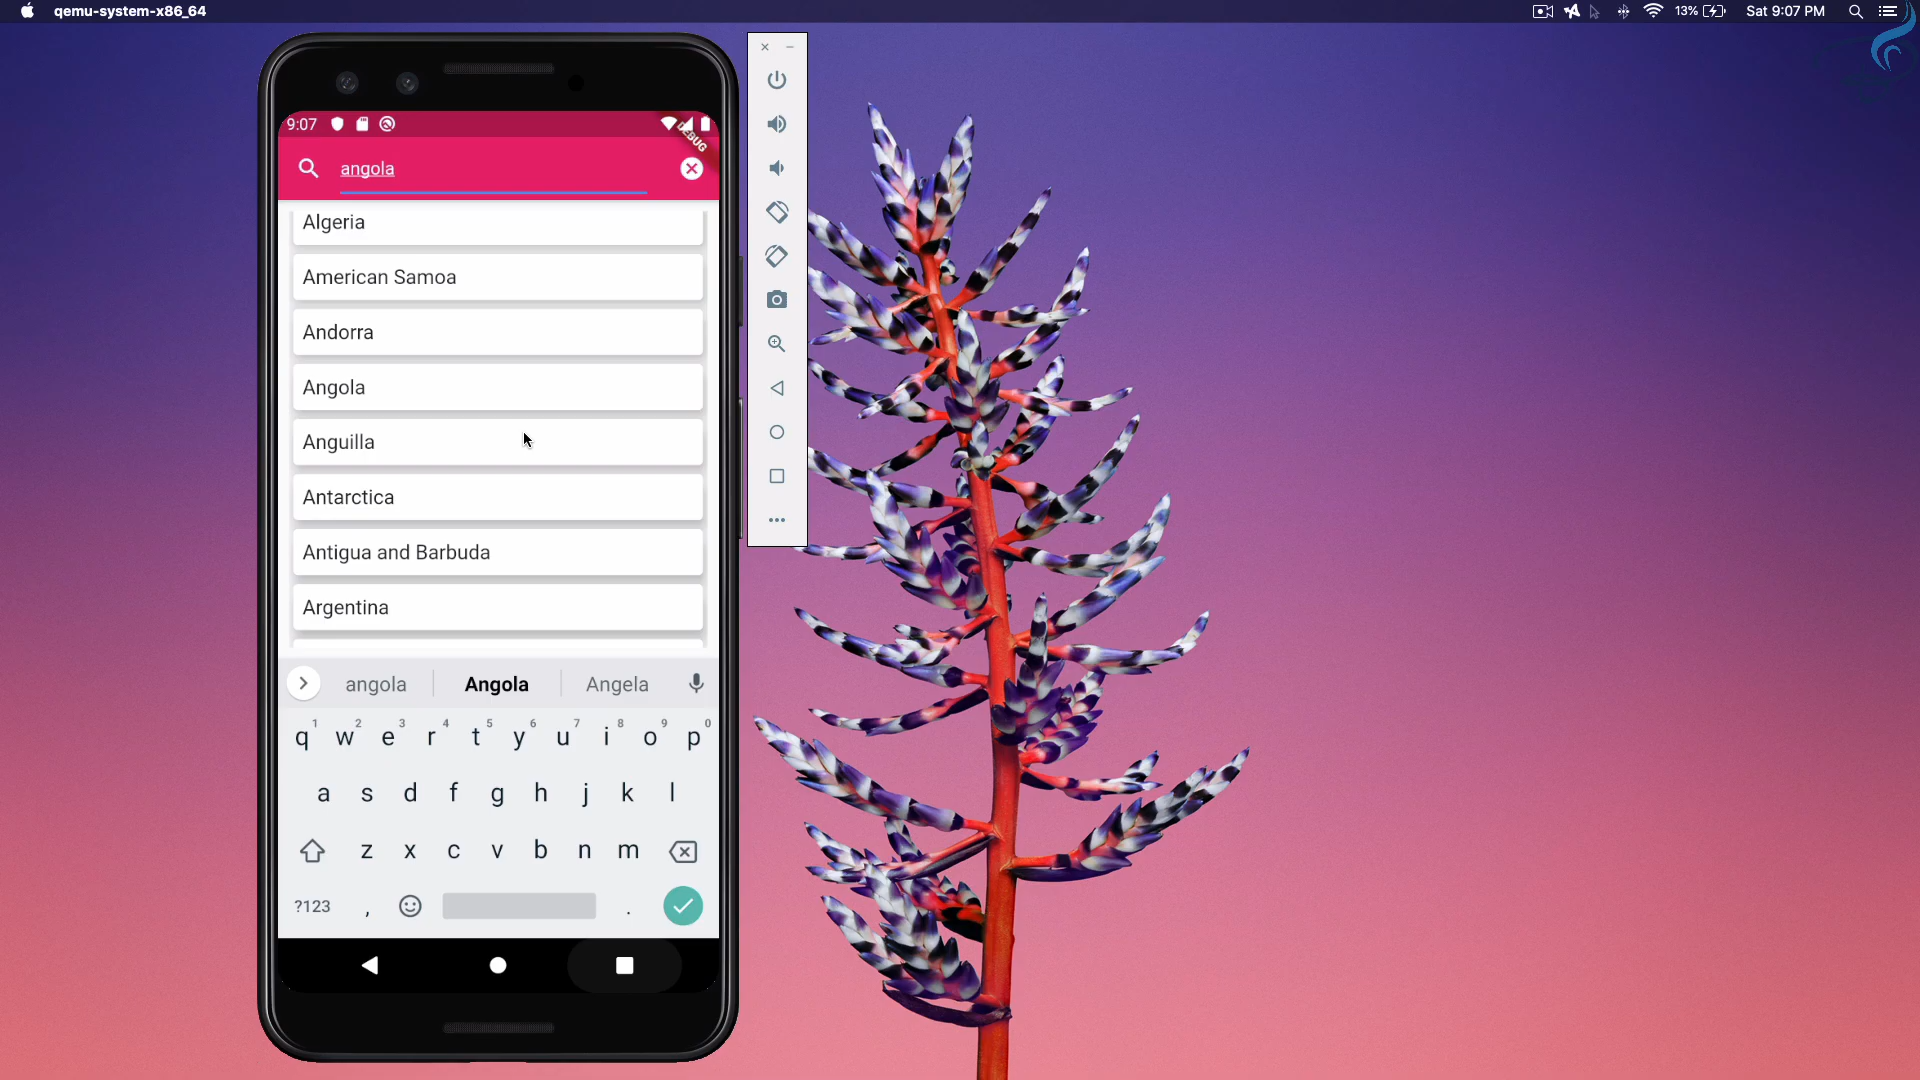 qemu-system-x86_64
13%
Sat 9:07 PM
9:07
DEBUG
angola
Algeria
American Samoa
Andorra
Angola
Anguilla
Antarctica
Antigua and Barbuda
Argentina
angola Angola Angela
1 2 3 4 5 6 7 8 9 0
q w e r t y u i o p
a s d f g h j k l
z x c v b n m
?123 , .